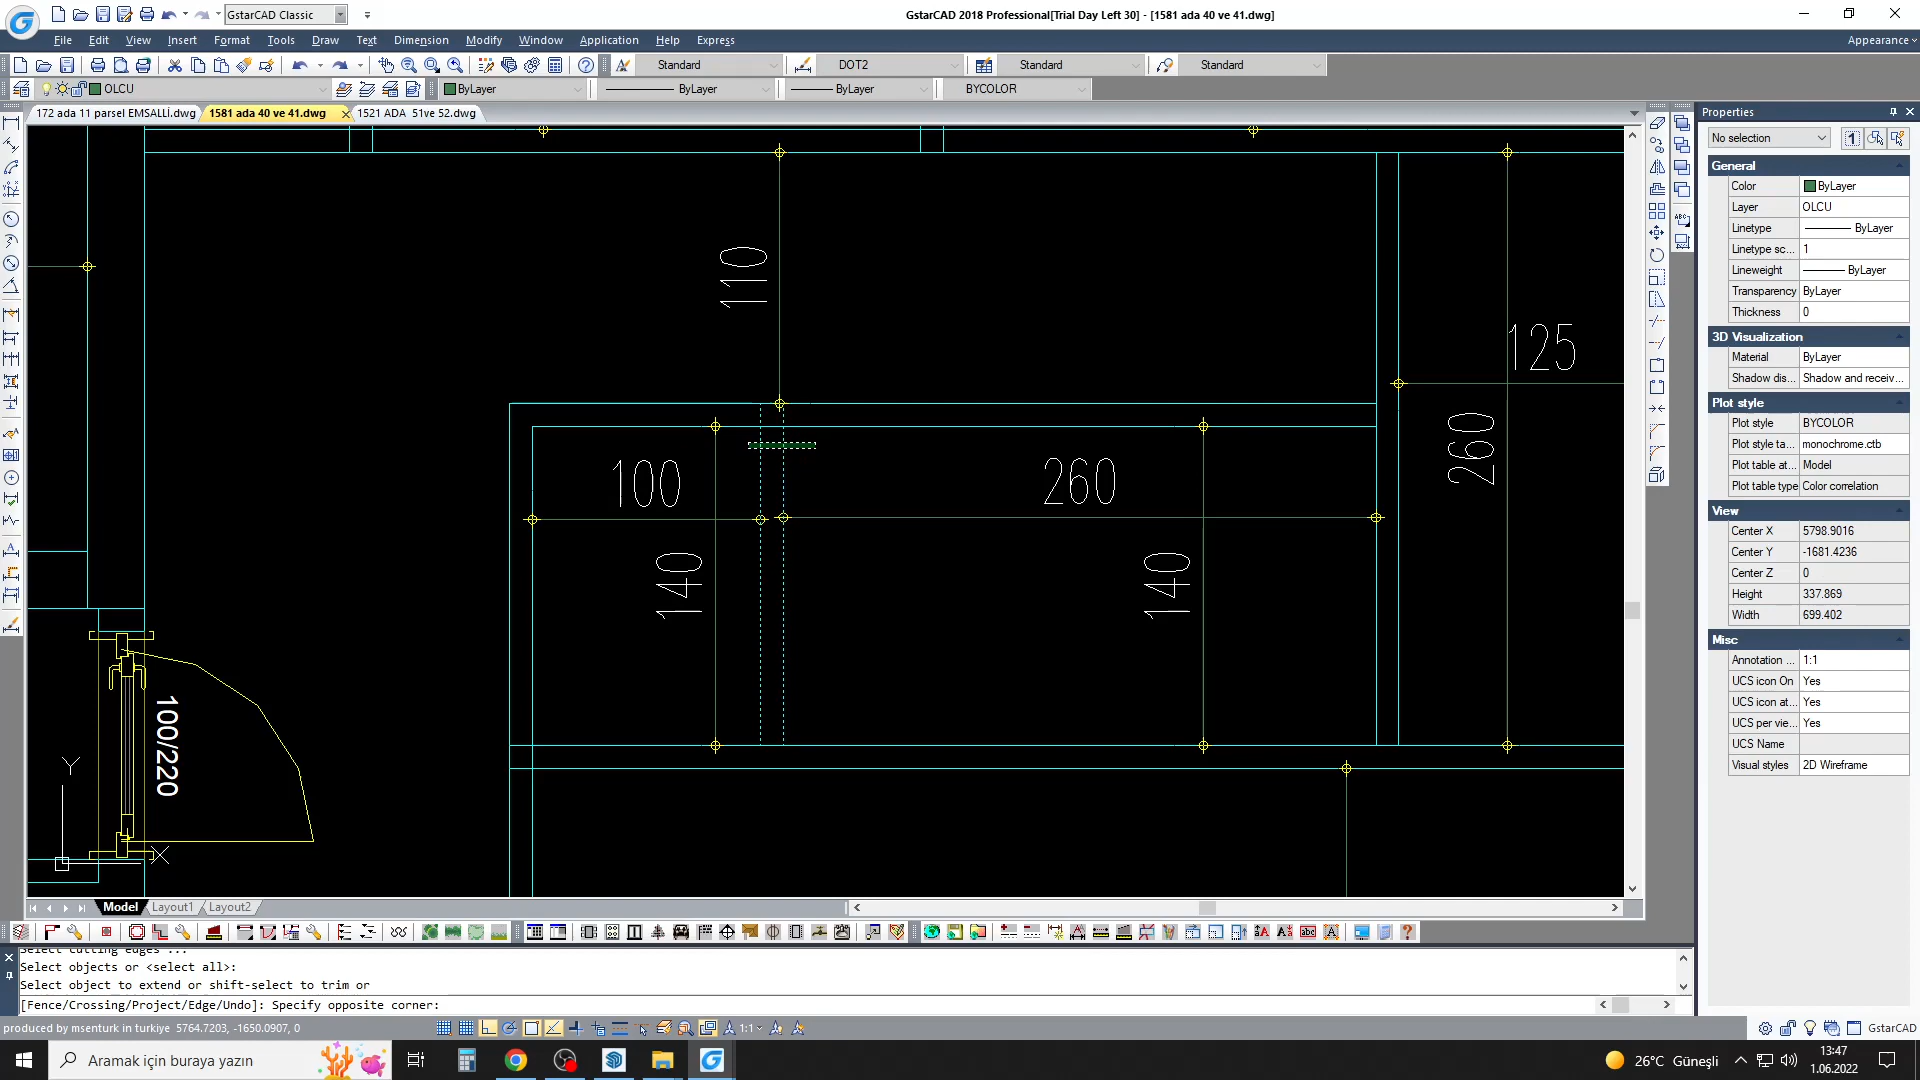 GstarCAD Classic
GstarCAD 2018 Professional[Trial Day Left 30] - [1581 ada 40 ve 41.dwg]
File Edit View Insert Format Tools Draw Text Dimension Modify Window Application Help Express Appearance
Standard DOT2 Standard Standard
OLCU ByLayer ByLayer ByLayer BYCOLOR
172 ada 11 parsel EMSALLİ.dwg 1581 ada 40 ve 41.dwg 1521 ADA 51ve 52.dwg
110
125
260
100
260
140
140
100/220
Y
X
Properties
No selection
General
Color ByLayer
Layer OLCU
Linetype ByLayer
Linetype sc... 1
Lineweight ByLayer
Transparency ByLayer
Thickness 0
3D Visualization
Material ByLayer
Shadow dis... Shadow and receiv...
Plot style
Plot style BYCOLOR
Plot style ta... monochrome.ctb
Plot table at... Model
Plot table type Color correlation
View
Center X 5798.9016
Center Y -1681.4236
Center Z 0
Height 337.869
Width 699.402
Misc
Annotation ... 1:1
UCS icon On Yes
UCS icon at... Yes
UCS per vie... Yes
UCS Name
Visual styles 2D Wireframe
Model Layout1 Layout2
Select cutting edges ...
Select objects or <select all>:
Select object to extend or shift-select to trim or
[Fence/Crossing/Project/Edge/Undo]: Specify opposite corner:
produced by msenturk in turkiye 5764.7203, -1650.0907, 0 1:1 GstarCAD
Aramak için buraya yazın 26°C Güneşli 13:47
1.06.2022